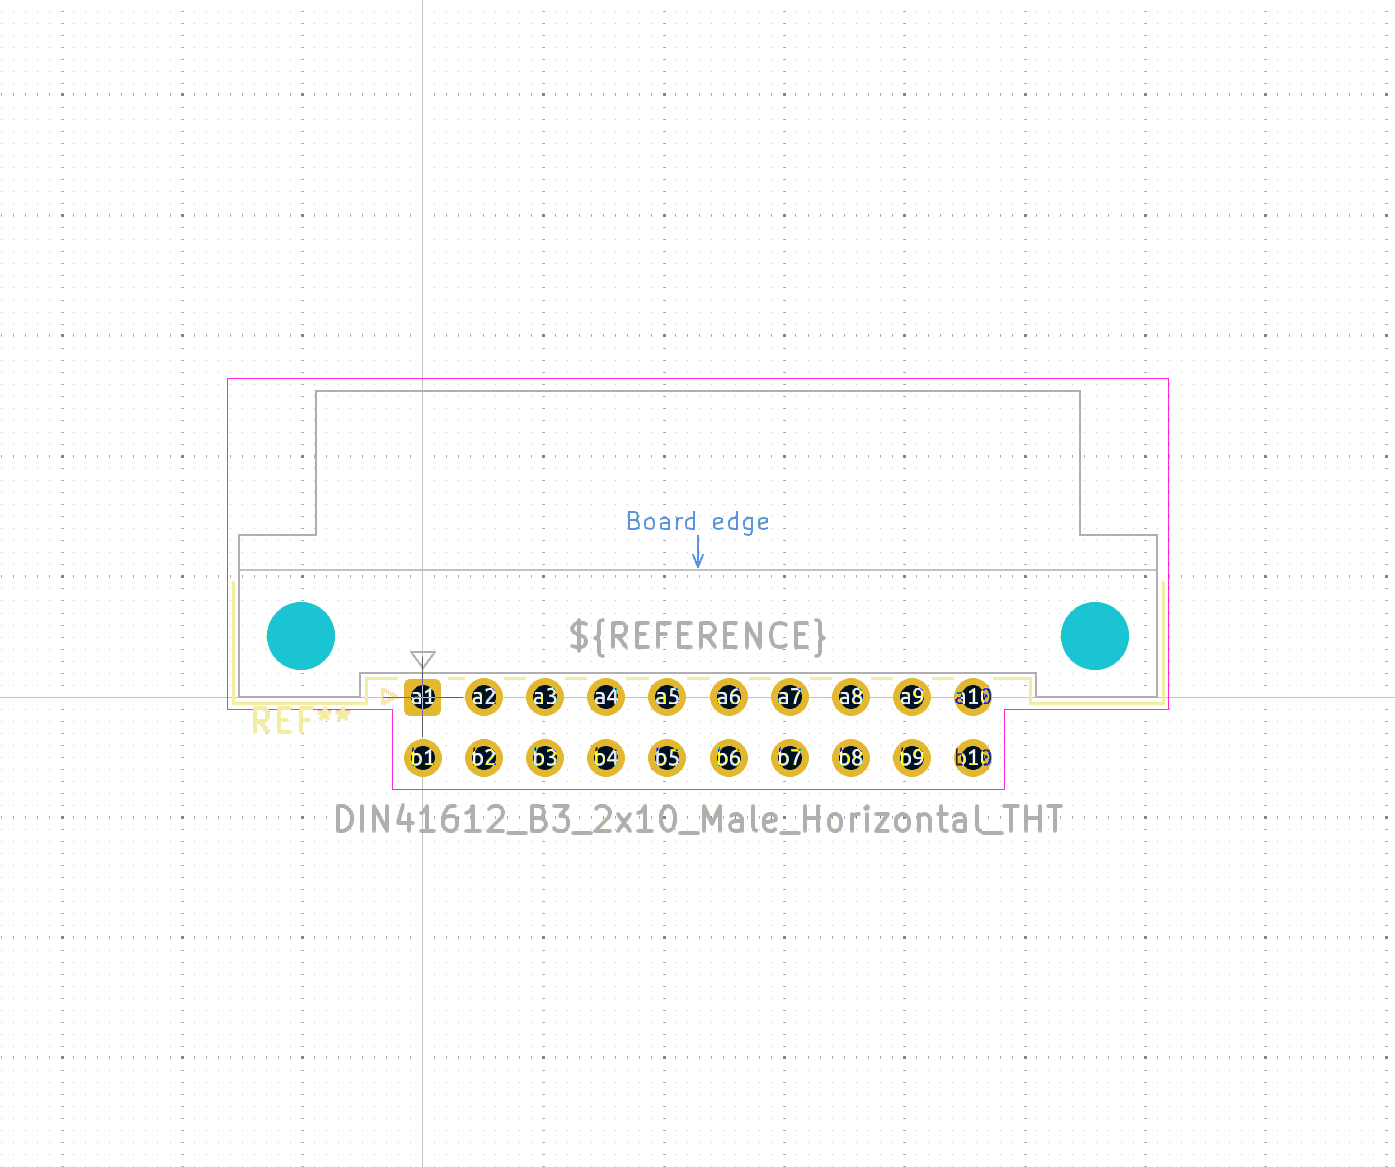 Board edge
${REFERENCE}
a1 a2 a3 a4 a5 a6 a7 a8 a9 a10
REF**
b1 b2 b3 b4 b5 b6 b7 b8 b9 b10
DIN41612_B3_2x10_Male_Horizontal_THT